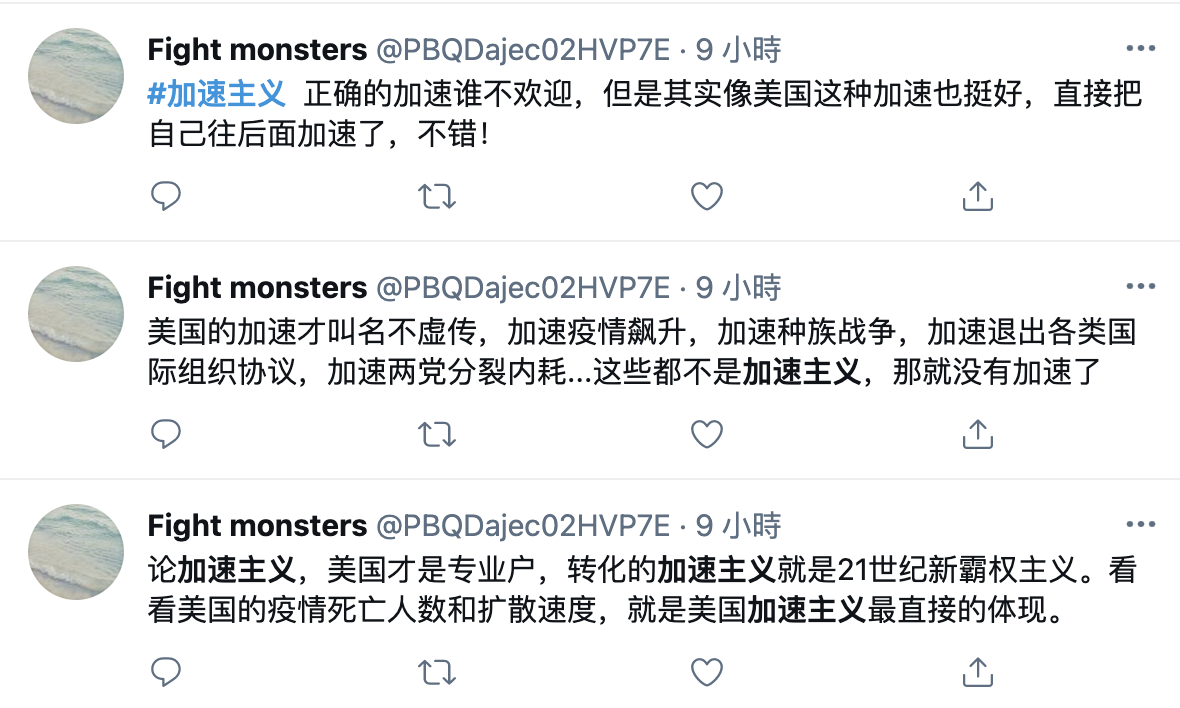 Fight monsters @PBQDajec02HVP7E · 9 小時
#加速主义 正确的加速谁不欢迎，但是其实像美国这种加速也挺好，直接把
自己往后面加速了，不错！
Fight monsters @PBQDajec02HVP7E · 9 小時
美国的加速才叫名不虚传，加速疫情飙升，加速种族战争，加速退出各类国
际组织协议，加速两党分裂内耗...这些都不是加速主义，那就没有加速了
Fight monsters @PBQDajec02HVP7E · 9 小時
论加速主义，美国才是专业户，转化的加速主义就是21世纪新霸权主义。看
看美国的疫情死亡人数和扩散速度，就是美国加速主义最直接的体现。